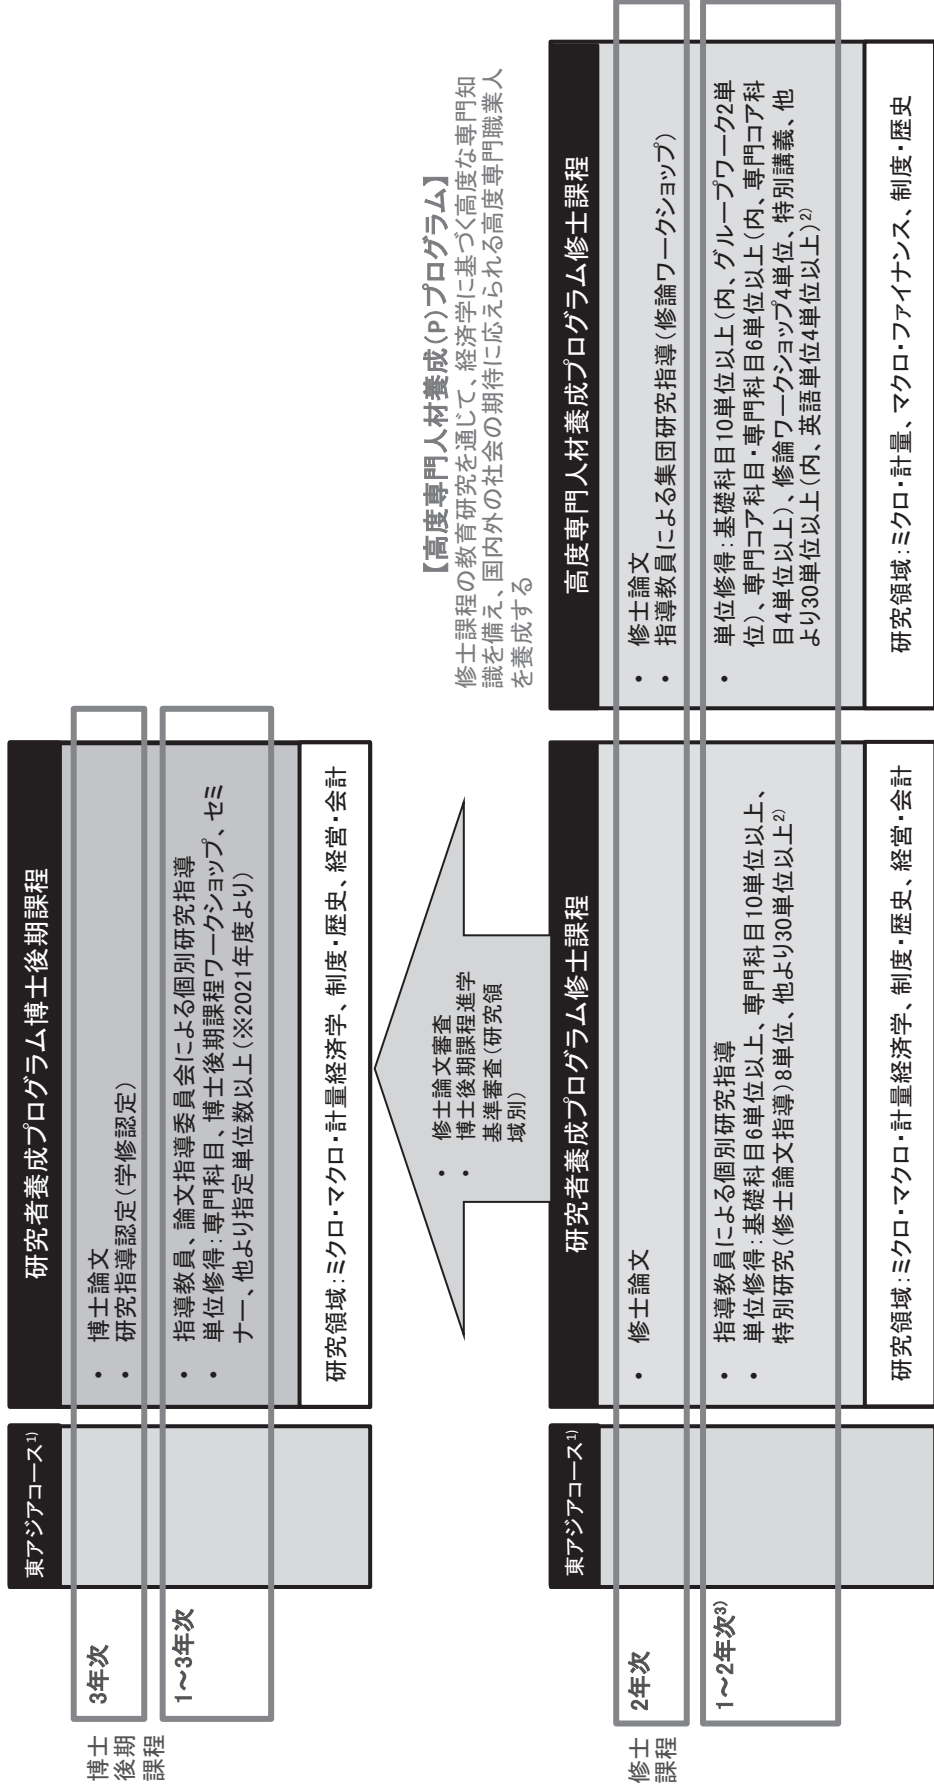 東アジアコース1)
研究者養成プログラム博士後期課程
博士
後期
課程
3年次
・ 博士論文
・ 研究指導認定(学修認定)
1~3年次
・ 指導教員、論文指導委員会による個別研究指導
・ 単位修得:専門科目、博士後期課程ワークショップ、セミ
ナー、他より指定単位数以上(※2021年度より)
研究領域:ミクロ・マクロ・計量経済学、制度・歴史、経営・会計
・ 修士論文審査
・ 博士後期課程進学
基準審査(研究領
域別)
【高度専門人材養成(P)プログラム】
修士課程の教育研究を通じて、経済学に基づく高度な専門知
識を備え、国内外の社会の期待に応えられる高度専門職業人
を養成する
東アジアコース1)
研究者養成プログラム修士課程
高度専門人材養成プログラム修士課程
修士
課程
2年次
・ 修士論文
・ 修士論文
・ 指導教員による集団研究指導(修論ワークショップ)
1~2年次3)
・ 指導教員による個別研究指導
・ 単位修得:基礎科目6単位以上、専門科目10単位以上、
特別研究(修士論文指導)8単位、他より30単位以上2)
・ 単位修得:基礎科目10単位以上(内、グループワーク2単
位)、専門コア科目・専門科目6単位以上(内、専門コア科
目4単位以上)、修論ワークショップ4単位、特別講義、他
より30単位以上(内、英語単位4単位以上)2)
研究領域:ミクロ・マクロ・計量経済学、制度・歴史、経営・会計
研究領域:ミクロ・計量、マクロ・ファイナンス、制度・歴史